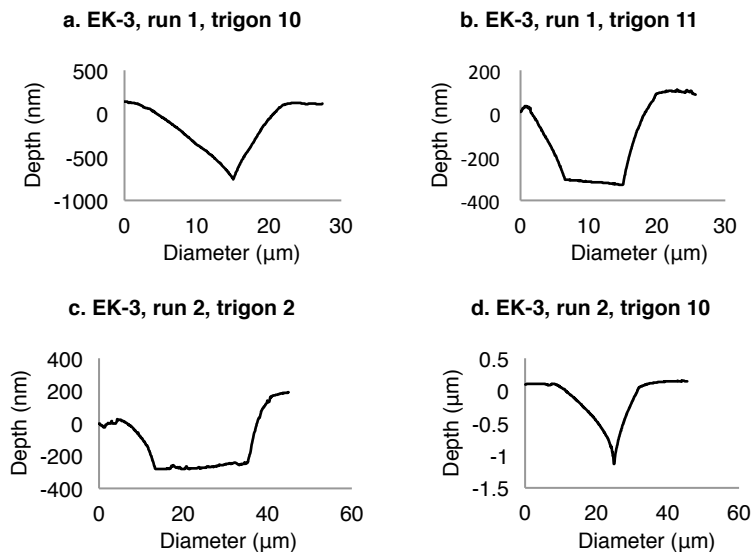 a. EK-3, run 1, trigon 10
500
0
-500
-1000
0 10 20 30
Depth (nm)
Diameter (μm)
b. EK-3, run 1, trigon 11
200
0
-200
-400
0 10 20 30
Depth (nm)
Diameter (μm)
c. EK-3, run 2, trigon 2
400
200
0
-200
-400
0 20 40 60
Depth (nm)
Diameter (μm)
d. EK-3, run 2, trigon 10
0.5
0
-0.5
-1
-1.5
0 20 40 60
Depth (μm)
Diameter (μm)